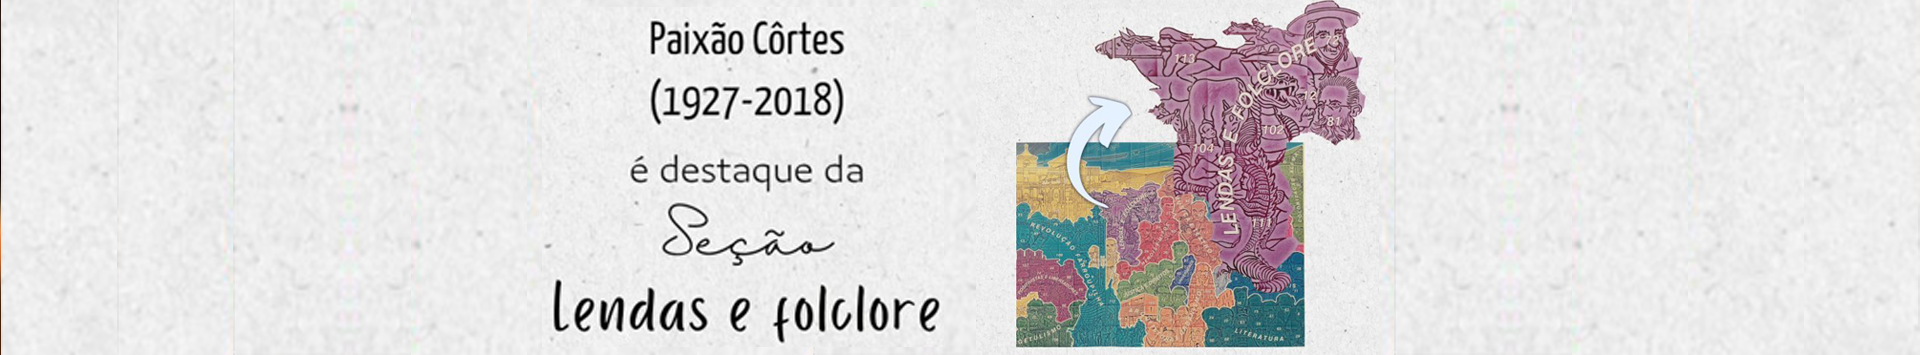 Paixão Côrtes
(1927-2018)
é destaque da
Seção
Lendas e folclore
LENDAS E FOLCLORE
113
104
102
81
111
REVOLUÇÃO FARROUPILHA
GETULISMO
LITERATURA